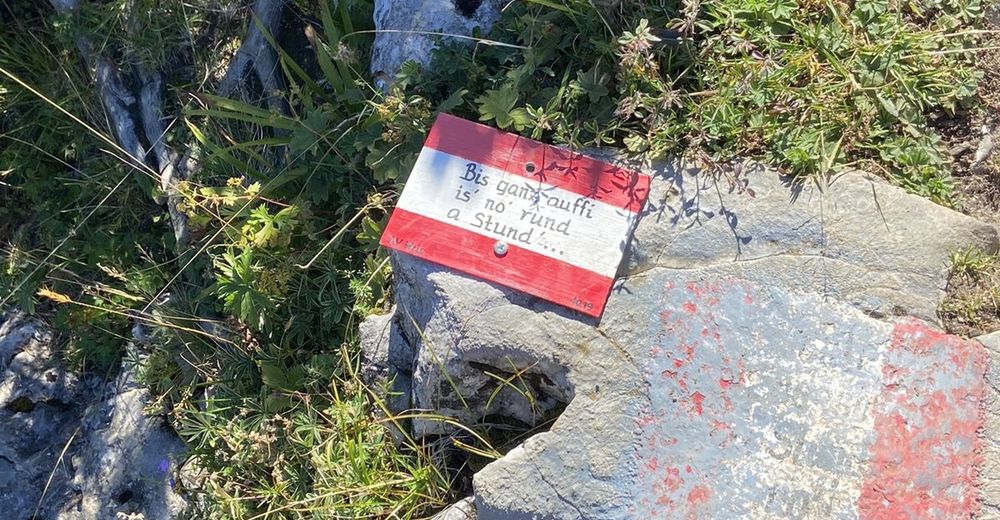 Bis ganz auffi
is' no' rund
a Stund'...